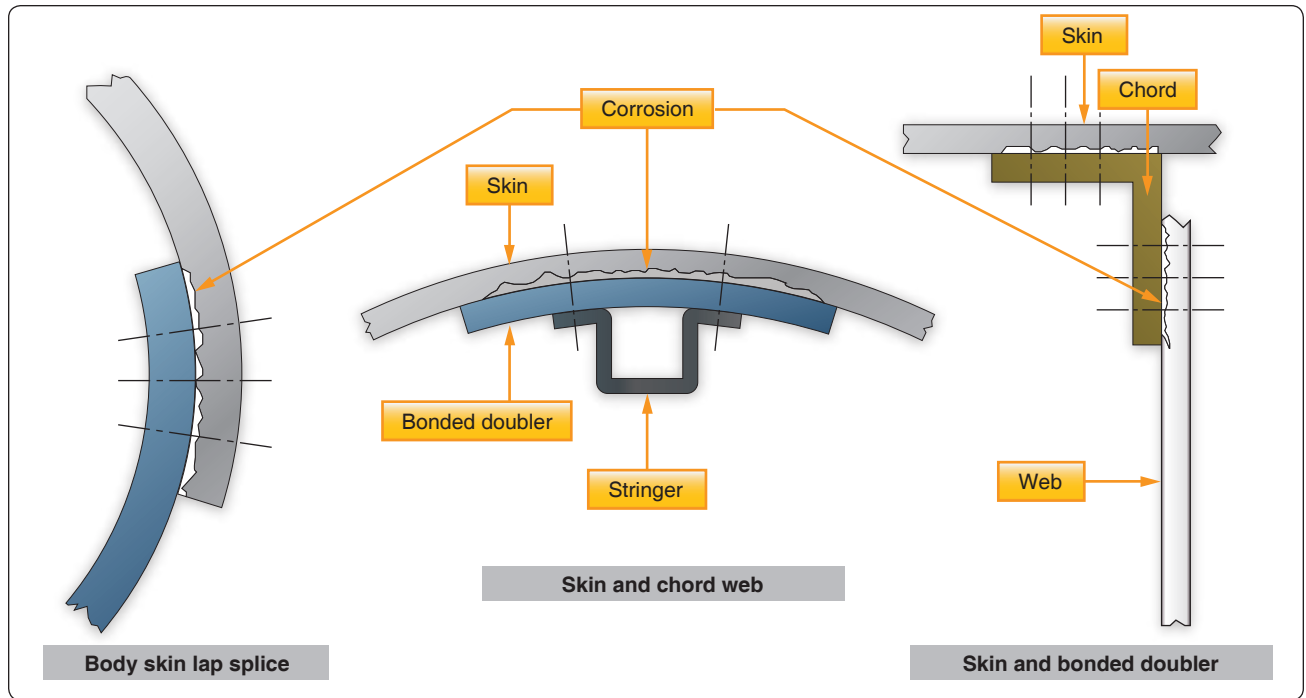 Skin
Chord
Corrosion
Skin
Bonded doubler
Stringer
Web
Skin and chord web
Body skin lap splice
Skin and bonded doubler